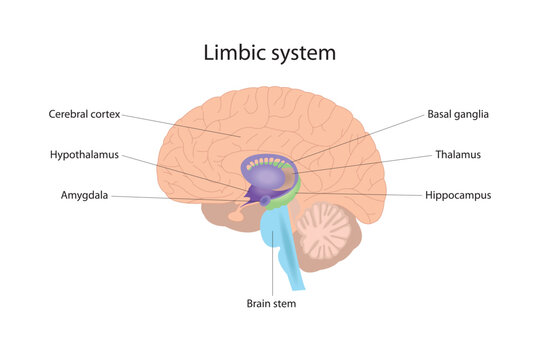 Limbic system
Cerebral cortex
Basal ganglia
Hypothalamus
Thalamus
Amygdala
Hippocampus
Brain stem